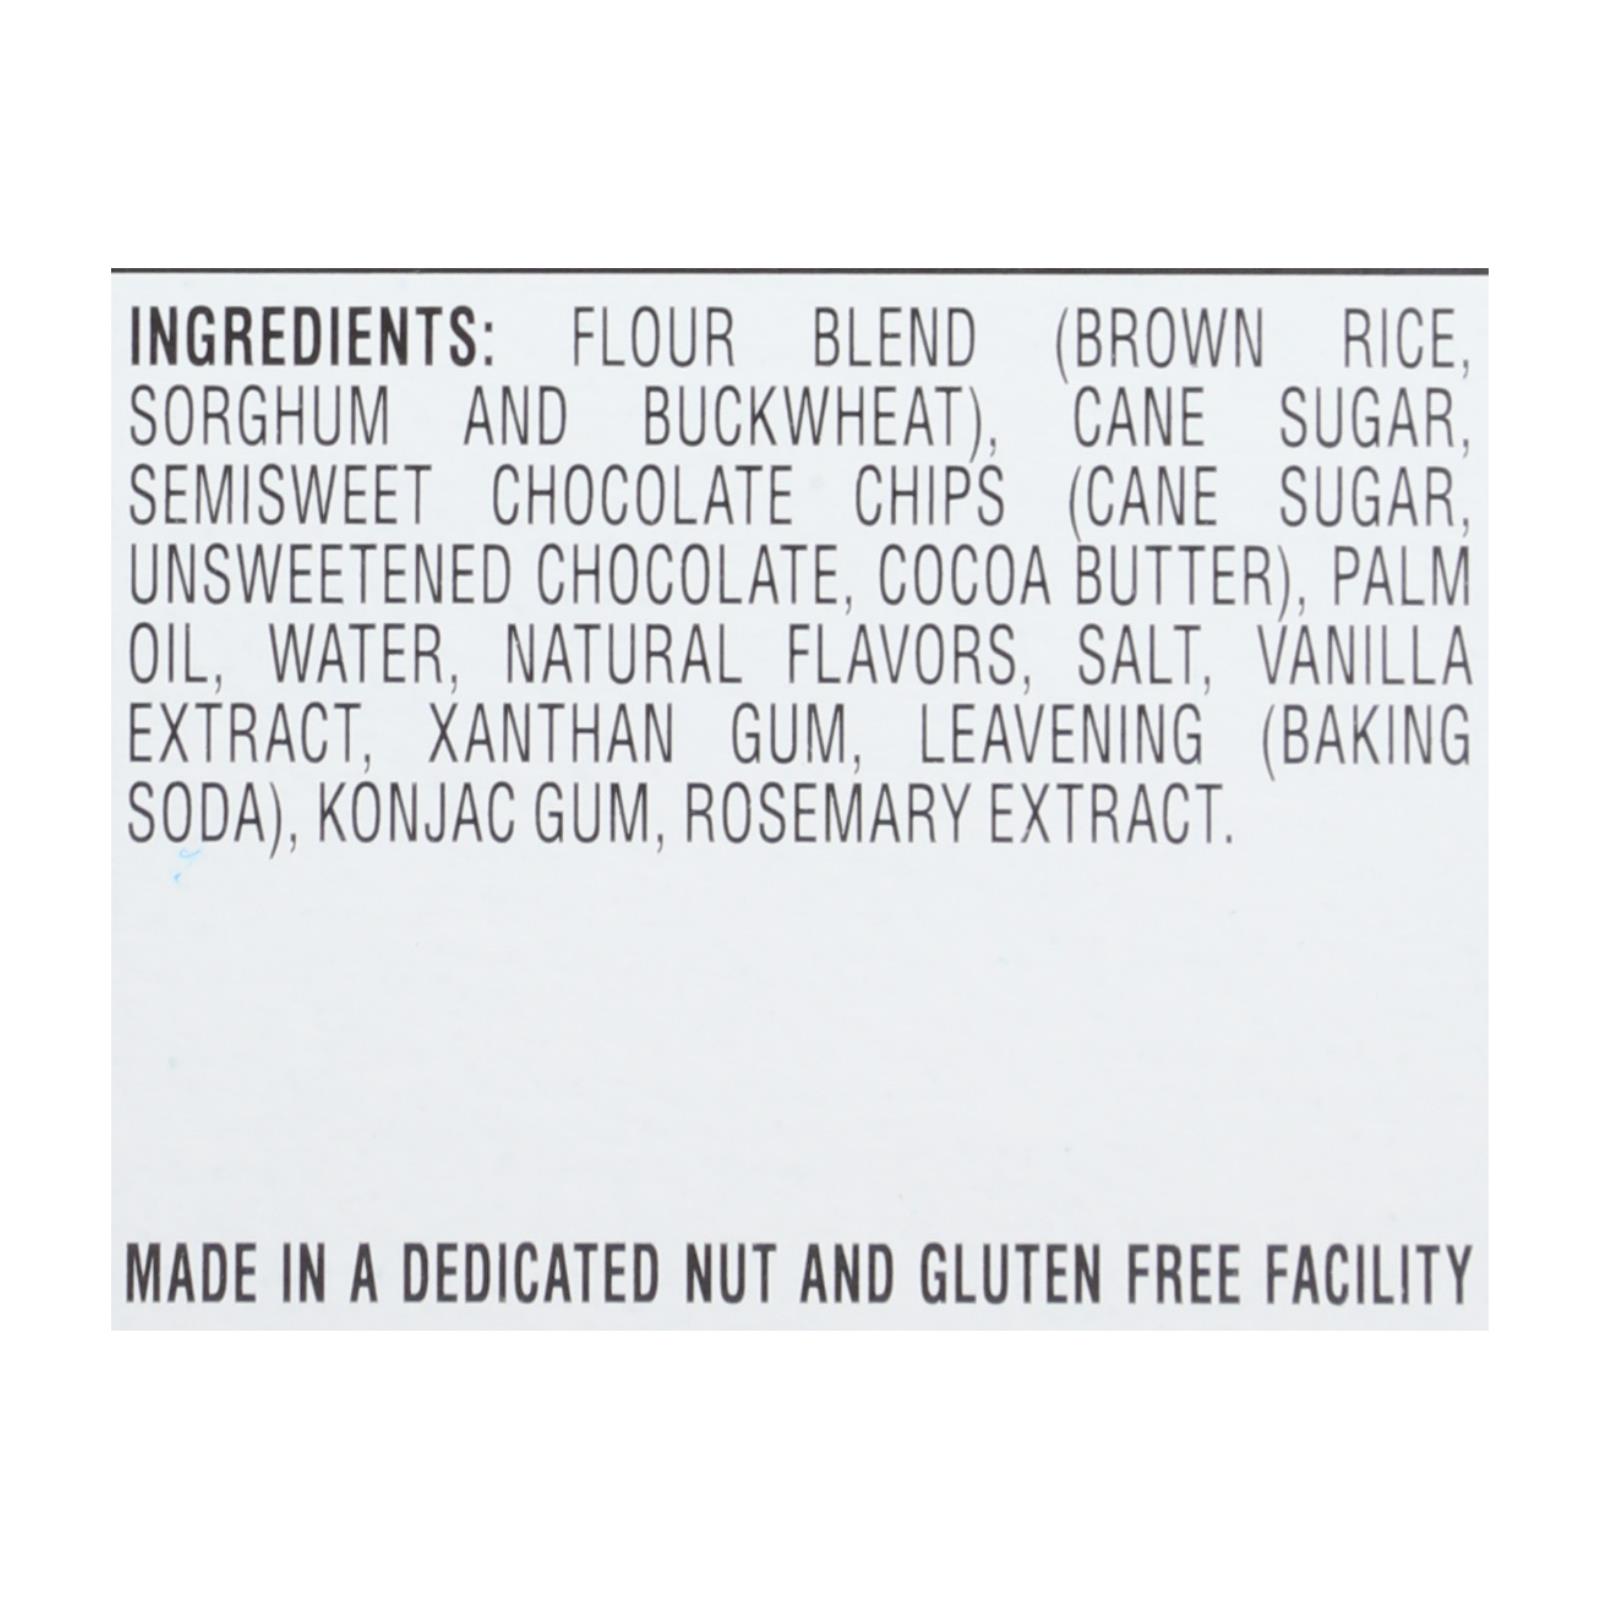 INGREDIENTS: FLOUR BLEND (BROWN RICE,
SORGHUM AND BUCKWHEAT), CANE SUGAR,
SEMISWEET CHOCOLATE CHIPS (CANE SUGAR,
UNSWEETENED CHOCOLATE, COCOA BUTTER), PALM
OIL, WATER, NATURAL FLAVORS, SALT, VANILLA
EXTRACT, XANTHAN GUM, LEAVENING (BAKING
SODA), KONJAC GUM, ROSEMARY EXTRACT.
MADE IN A DEDICATED NUT AND GLUTEN FREE FACILITY